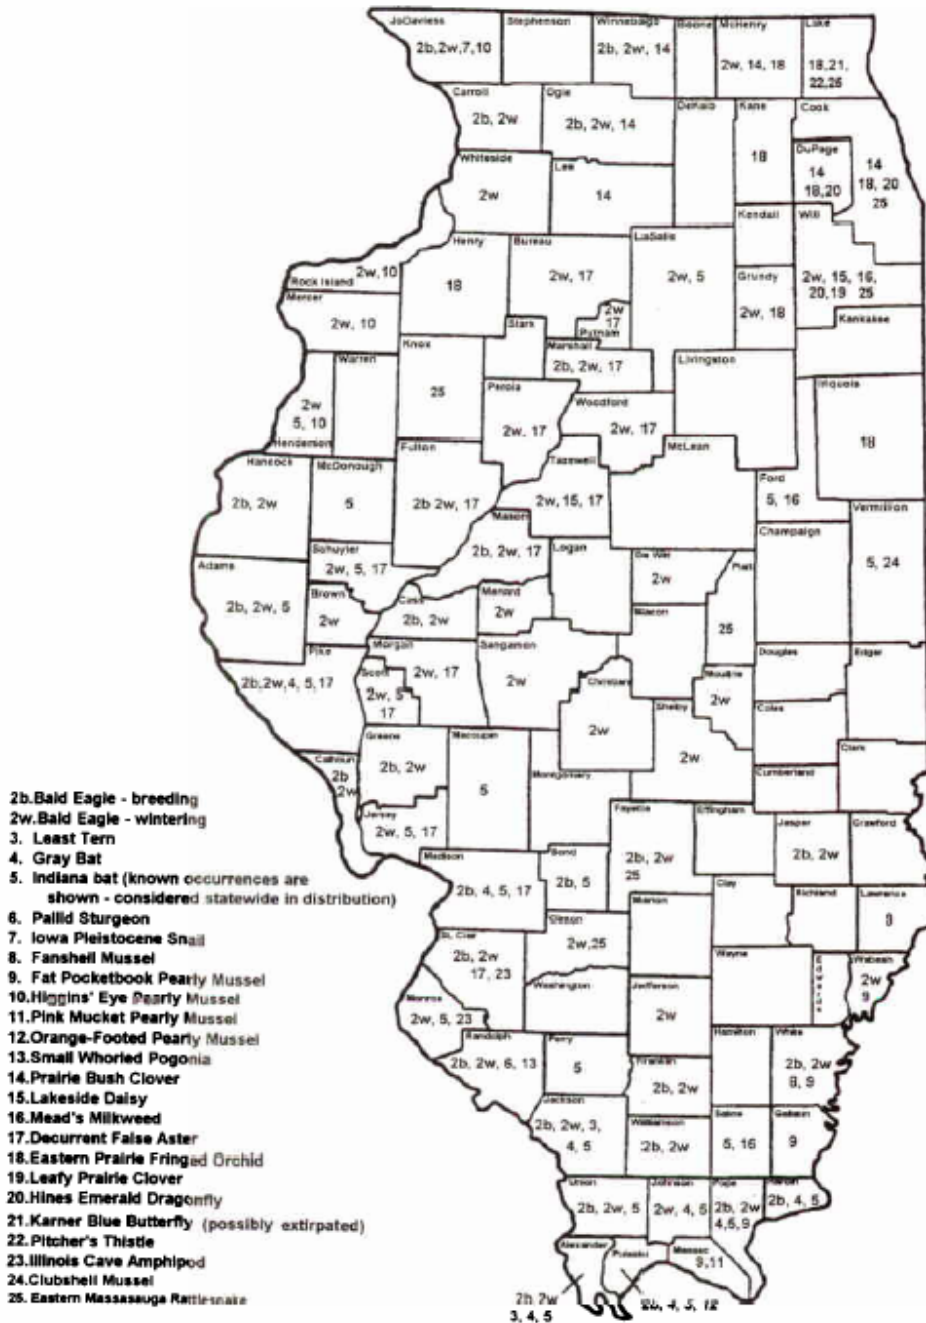 JoDaviess
Stephenson
Winnebago
Boone
McHenry
Lake
2b,2w,7,10
2b, 2w, 14
2w, 14, 18
18,21,
22,25
Carroll
2b, 2w
Ogle
2b, 2w, 14
DeKalb
Kane
18
Cook
14
18, 20
25
DuPage
14
18,20
Whiteside
2w
Lee
14
Kendall
Will
2w, 15, 16,
20,19 25
Henry
18
Bureau
2w, 17
LaSalle
2w, 5
Grundy
2w, 18
2w,10
Rock Island
Mercer
2w, 10
Kankakee
2w
17
Putnam
Stark
Marshall
2b, 2w, 17
Knox
25
Warren
Livingston
2w
5, 10
Henderson
Peoria
2w, 17
Woodford
2w, 17
Iroquois
18
McLean
Fulton
2b 2w, 17
Tazewell
2w, 15, 17
Hancock
2b, 2w
McDonough
5
Ford
5, 16
Vermillion
5, 24
Champaign
Mason
2b, 2w, 17
Logan
De Witt
2w
Piatt
25
Schuyler
2w, 5, 17
Adams
2b, 2w, 5
Brown
2w
Cass
2b, 2w
Menard
2w
Macon
Morgan
2w, 17
Sangamon
2w
Douglas
Edgar
Pike
2b,2w,4, 5,17
Scott
2w, 5
17
Christian
2w
Moultrie
2w
Shelby
2w
Coles
Greene
2b, 2w
Macoupin
5
Clark
Calhoun
2b
2w
Montgomery
Cumberland
Jersey
2w, 5, 17
Fayette
2b, 2w
25
Effingham
Jasper
2b, 2w
Crawford
Madison
2b, 4, 5, 17
Bond
2b, 5
Clay
Richland
Lawrence
9
Marion
Clinton
2w,25
St. Clair
2b, 2w
17, 23
Wayne
Edwards
Wabash
2w
9
Washington
Jefferson
2w
Monroe
2w, 5, 23
Randolph
2b, 2w, 6, 13
Perry
5
Hamilton
White
2b, 2w
8, 9
Franklin
2b, 2w
Jackson
2b, 2w, 3,
4, 5
Williamson
2b, 2w
Saline
5, 16
Gallatin
9
Union
2b, 2w, 5
Johnson
2w, 4, 5
Pope
2b, 2w
4,5,9
Hardin
2b, 4, 5
Alexander
Pulaski
Massac
9,11
2b 2w
3, 4, 5
2b, 4, 5, 12
2b.Bald Eagle - breeding
2w.Bald Eagle - wintering
3. Least Tern
4. Gray Bat
5. Indiana bat (known occurrences are
shown - considered statewide in distribution)
6. Pallid Sturgeon
7. Iowa Pleistocene Snail
8. Fanshell Mussel
9. Fat Pocketbook Pearly Mussel
10.Higgins' Eye Pearly Mussel
11.Pink Mucket Pearly Mussel
12.Orange-Footed Pearly Mussel
13.Small Whorled Pogonia
14.Prairie Bush Clover
15.Lakeside Daisy
16.Mead's Milkweed
17.Decurrent False Aster
18.Eastern Prairie Fringed Orchid
19.Leafy Prairie Clover
20.Hines Emerald Dragonfly
21.Karner Blue Butterfly (possibly extirpated)
22.Pitcher's Thistle
23.Illinois Cave Amphipod
24.Clubshell Mussel
25. Eastern Massasauga Rattlesnake